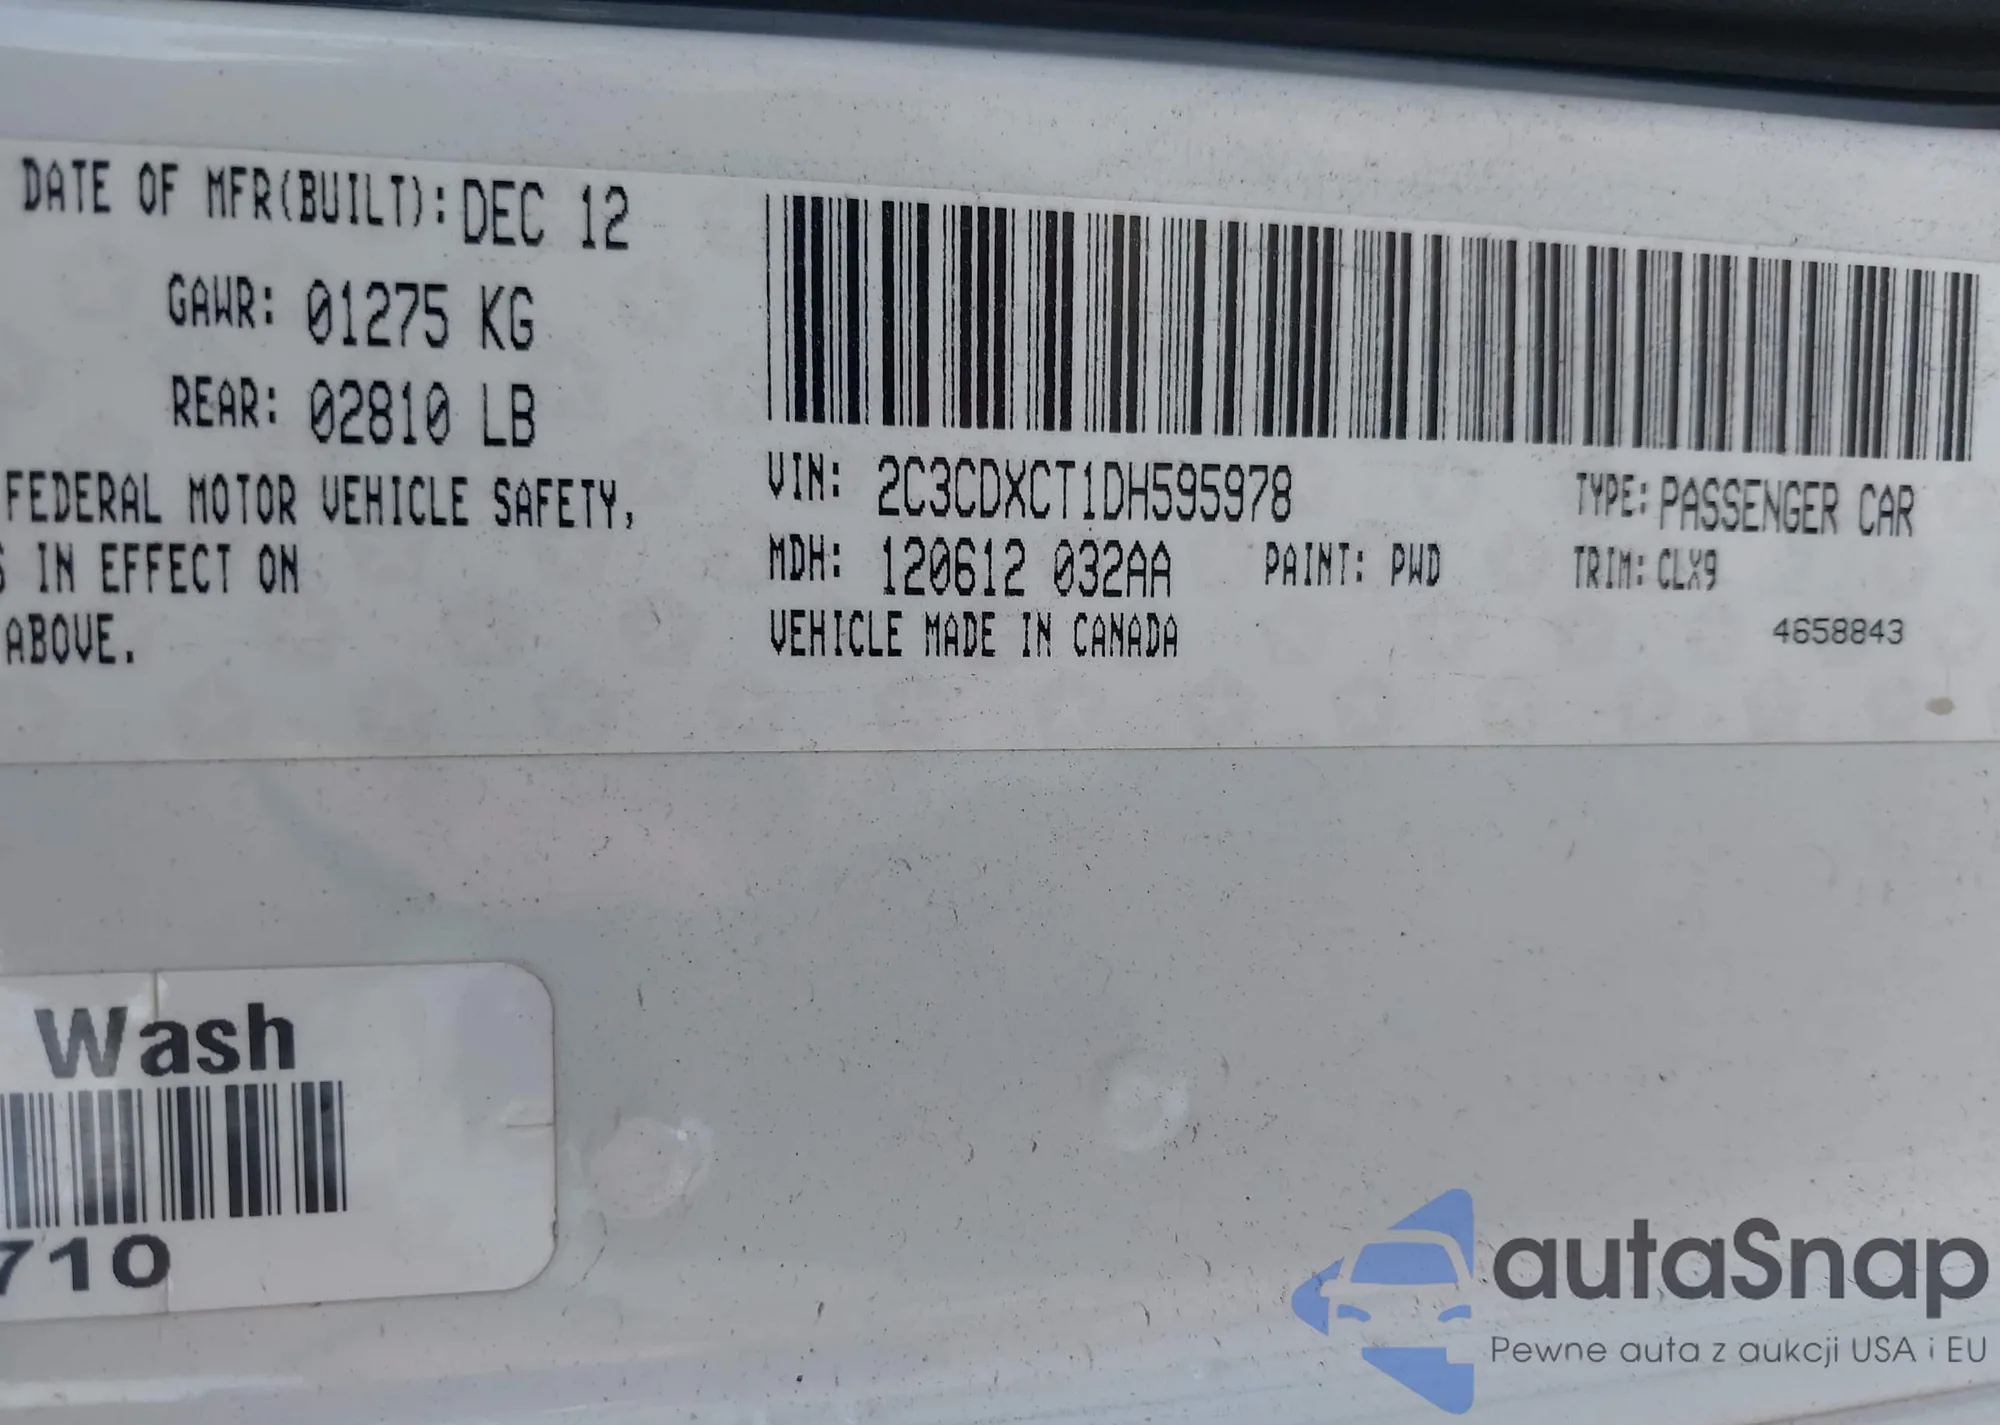 DATE OF MFR(BUILT): DEC 12
GAWR: 01275 KG
REAR: 02810 LB
FEDERAL MOTOR VEHICLE SAFETY,
IN EFFECT ON
ABOVE.
VIN: 2C3CDXCT1DH595978
TYPE: PASSENGER CAR
MDH: 120612 032AA
PAINT: PWD
TRIM: CLX9
VEHICLE MADE IN CANADA
4658843
Wash
710
autaSnap
Pewne auta z aukcji USA i EU